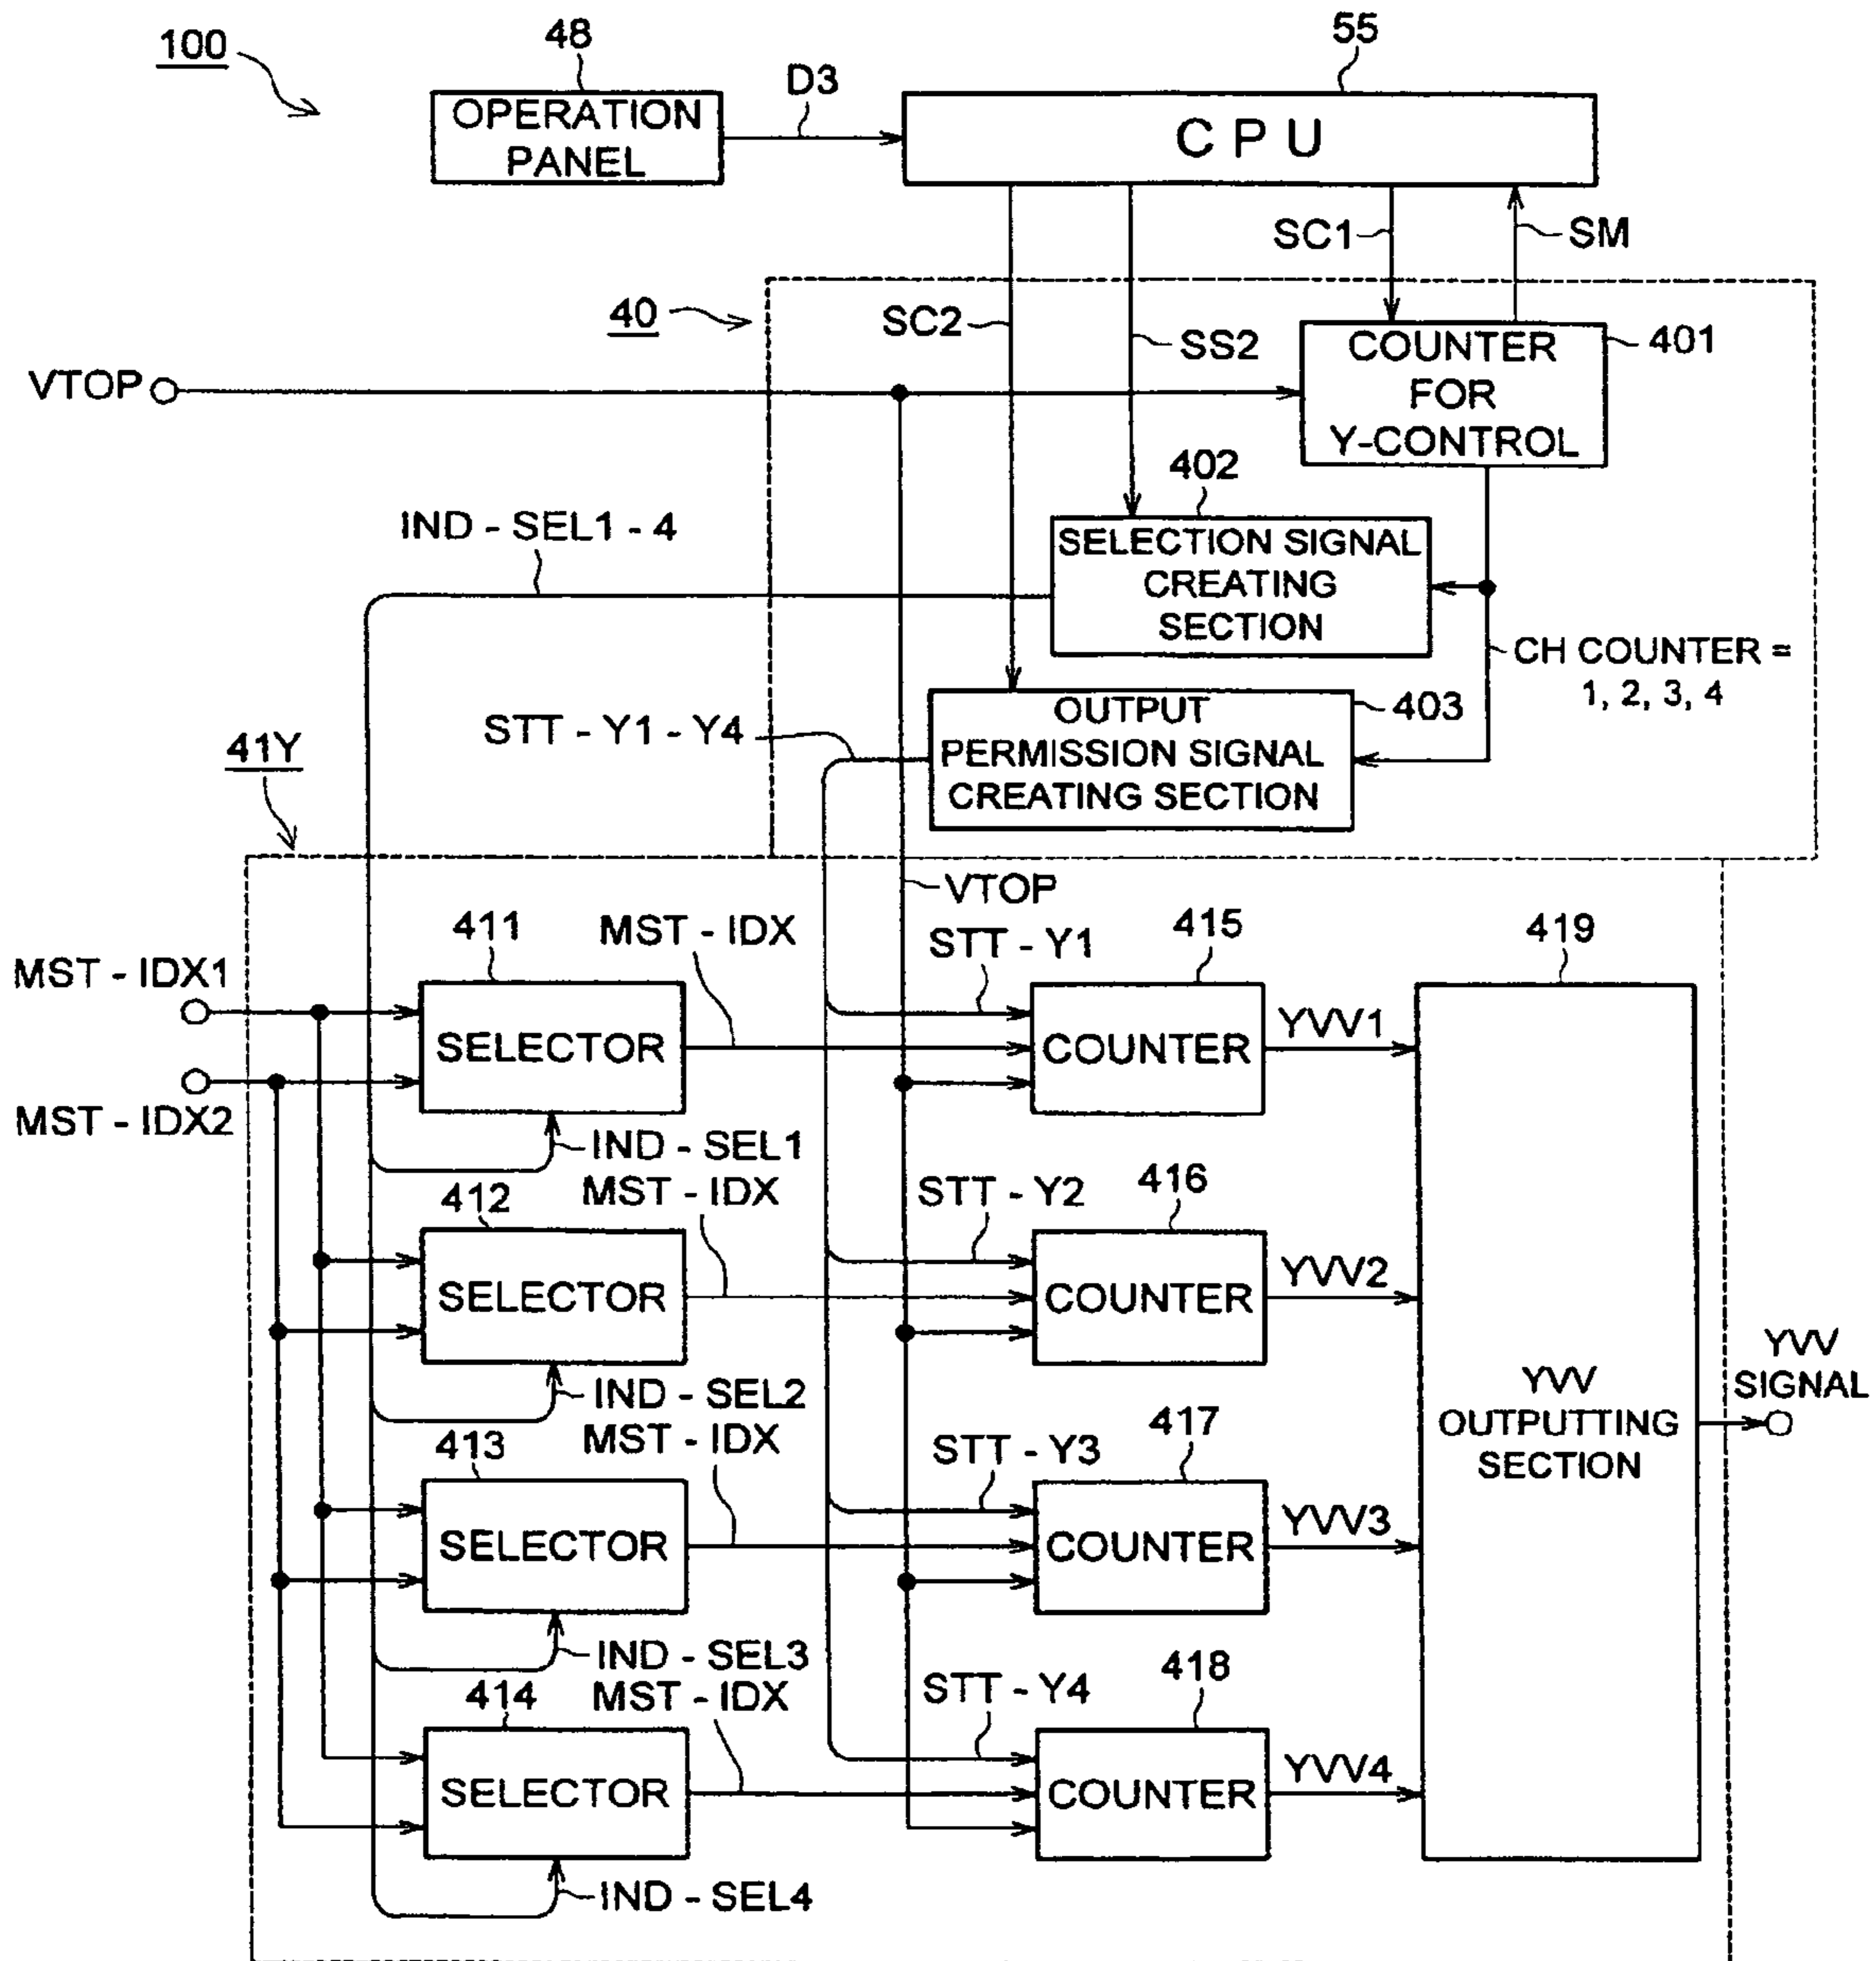 100
48
55
OPERATION
PANEL
D3
CPU
SC1
SM
40
SC2
SS2
COUNTER
FOR
Y-CONTROL
401
VTOP
402
IND - SEL1 - 4
SELECTION SIGNAL
CREATING
SECTION
CH COUNTER =
1, 2, 3, 4
STT - Y1 - Y4
OUTPUT
PERMISSION SIGNAL
CREATING SECTION
403
41Y
VTOP
411
MST - IDX
STT - Y1
415
419
MST - IDX1
SELECTOR
COUNTER
YVV1
MST - IDX2
IND - SEL1
412
MST - IDX
STT - Y2
416
SELECTOR
COUNTER
YVV2
YVV
SIGNAL
YVV
OUTPUTTING
SECTION
IND - SEL2
413
MST - IDX
STT - Y3
417
SELECTOR
COUNTER
YVV3
IND - SEL3
414
MST - IDX
STT - Y4
418
SELECTOR
COUNTER
YVV4
IND - SEL4